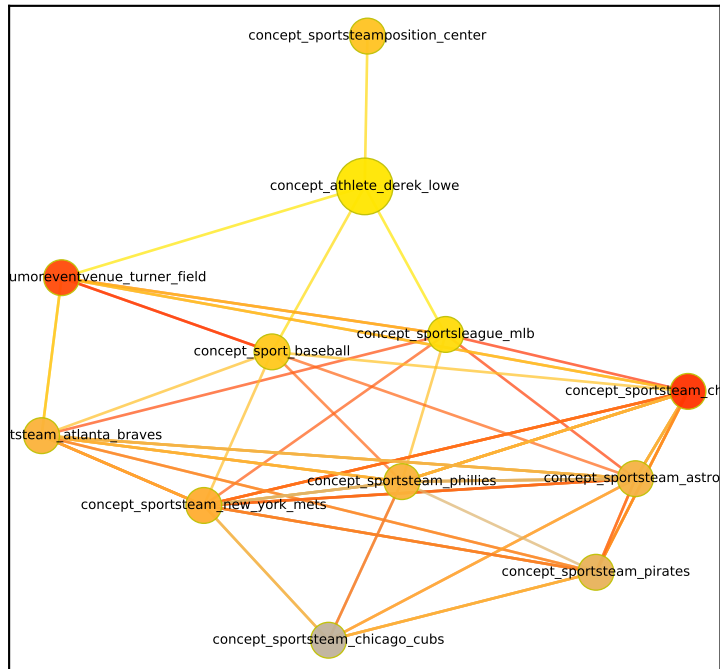 concept_sportsteamposition_center
concept_athlete_derek_lowe
umoreventvenue_turner_field
concept_sportsleague_mlb
concept_sport_baseball
concept_sportsteam_ch
tsteam_atlanta_braves
concept_sportsteam_phillies
concept_sportsteam_astro
concept_sportsteam_new_york_mets
concept_sportsteam_pirates
concept_sportsteam_chicago_cubs